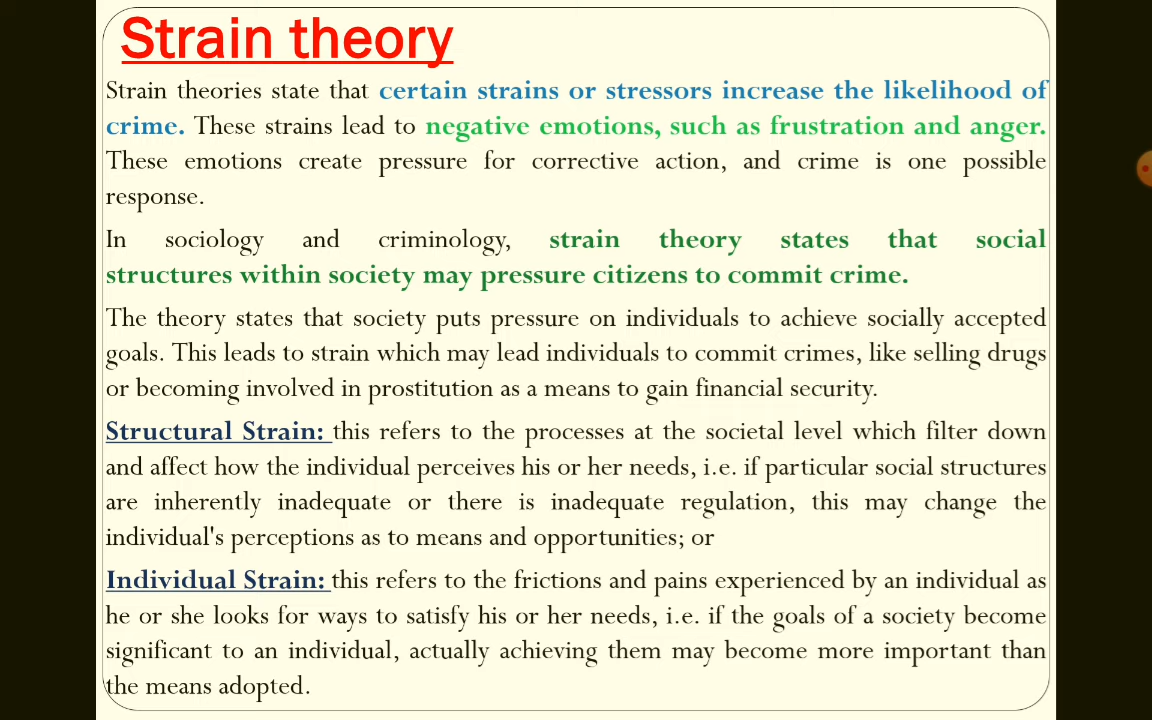 Strain theory
Strain theories state that certain strains or stressors increase the likelihood of
crime. These strains lead to negative emotions, such as frustration and anger.
These emotions create pressure for corrective action, and crime is one possible
response.
In sociology and criminology, strain theory states that social
structures within society may pressure citizens to commit crime.
The theory states that society puts pressure on individuals to achieve socially accepted
goals. This leads to strain which may lead individuals to commit crimes, like selling drugs
or becoming involved in prostitution as a means to gain financial security.
Structural Strain: this refers to the processes at the societal level which filter down
and affect how the individual perceives his or her needs, i.e. if particular social structures
are inherently inadequate or there is inadequate regulation, this may change the
individual's perceptions as to means and opportunities; or
Individual Strain: this refers to the frictions and pains experienced by an individual as
he or she looks for ways to satisfy his or her needs, i.e. if the goals of a society become
significant to an individual, actually achieving them may become more important than
the means adopted.